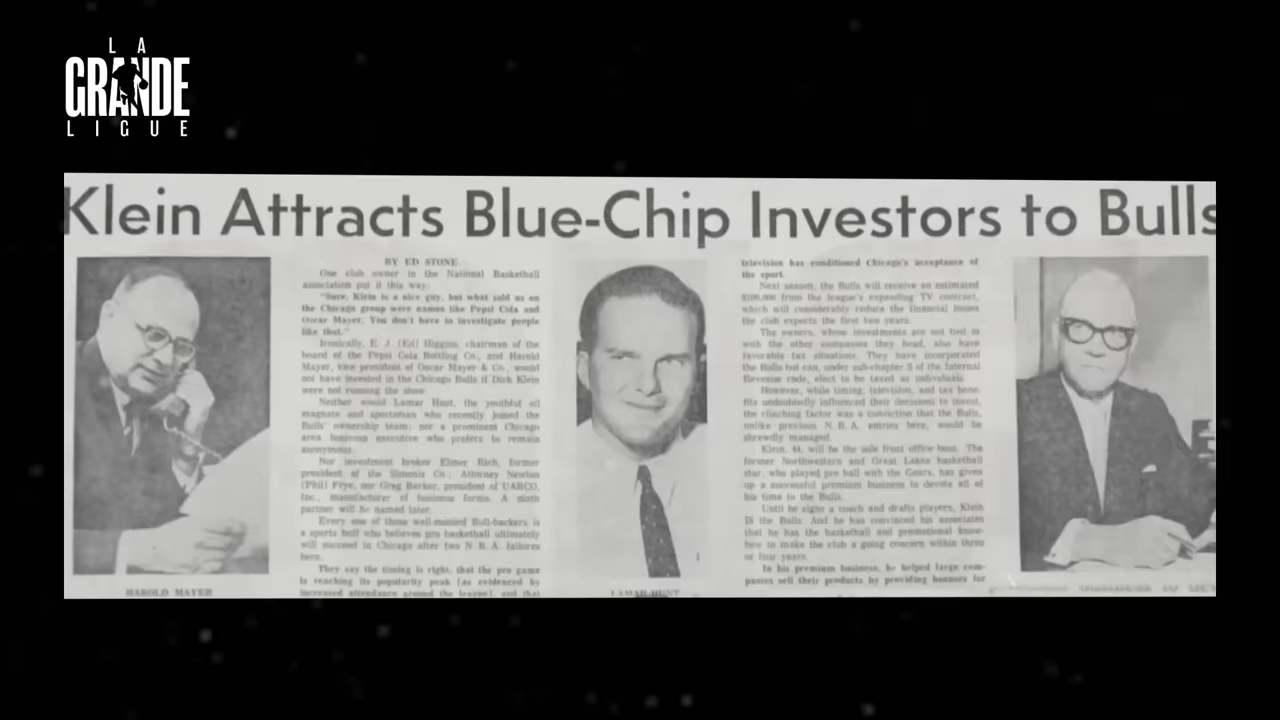 LA
GRANDE
LIGUE
Klein Attracts Blue-Chip Investors to Bulls
BY ED STONE
One club owner in the National Basketball
association put it this way:
"Sure, Klein is a nice guy, but what sold us on
the Chicago group were names like Pepsi Cola and
Oscar Mayer. You don't have to investigate people
like that."
Ironically, E. J. [Ed] Higgins, chairman of the
board of the Pepsi Cola Bottling Co., and Harold
Mayer, vice president of Oscar Mayer & Co., would
not have invested in the Chicago Bulls if Dick Klein
were not running the show.
Neither would Lamar Hunt, the youthful oil
magnate and sportsman who recently joined the
Bulls' ownership team; nor a prominent Chicago
area business executive who prefers to remain
anonymous.
Nor investment broker Elmer Rich, former
president of the Simoniz Co.; Attorney Newton
[Phil] Frye, nor Greg Barker, president of UARCO,
Inc., manufacturer of business forms. A ninth
partner will be named later.
Every one of these well-moneied Bull-backers is
a sports buff who believes pro basketball ultimately
will succeed in Chicago after two N. B. A. failures
here.
They say the timing is right, that the pro game
is reaching its popularity peak [as evidenced by
increased attendance around the league], and that
television has conditioned Chicago's acceptance of
the sport.
Next season, the Bulls will receive an estimated
$100,000 from the league's expanding TV contract,
which will considerably reduce the financial losses
the club expects the first two years.
The owners, whose investments are not tied in
with the other companies they head, also have
favorable tax situations. They have incorporated
the Bulls but can, under sub-chapter S of the Internal
Revenue code, elect to be taxed as individuals.
However, while timing, television, and tax bene-
fits undoubtedly influenced their decisions to invest,
the clinching factor was a conviction that the Bulls,
unlike previous N. B. A. entries here, would be
shrewdly managed.
Klein, 44, will be the sole front office boss. The
former Northwestern and Great Lakes basketball
star, who played pro ball with the Gears, has given
up a successful premium business to devote all of
his time to the Bulls.
Until he signs a coach and drafts players, Klein
IS the Bulls. And he has convinced his associates
that he has the basketball and promotional know-
how to make the club a going concern within three
or four years.
In his premium business, he helped large com-
panies sell their products by providing bonuses for
HAROLD MAYER
LAMAR HUNT